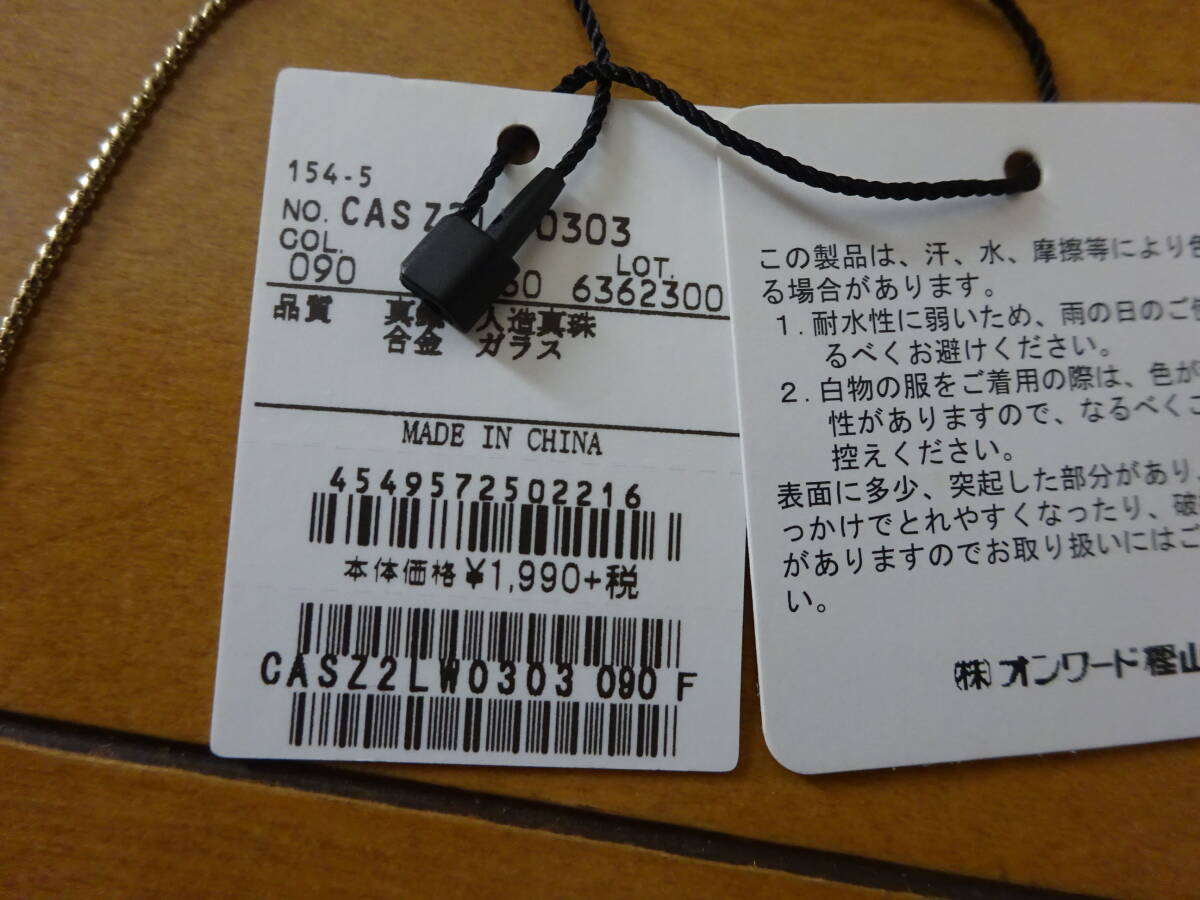 154-5
NO. CASZ2LW0303
COL. LOT.
090 6362300
品質 真鍮 人造真珠
合金 ガラス
MADE IN CHINA
4549572502216
本体価格 ¥1,990+税
CASZ2LW0303 090 F
この製品は、汗、水、摩擦等により色
る場合があります。
1. 耐水性に弱いため、雨の日のご使
るべくお避けください。
2. 白物の服をご着用の際は、色が
性がありますので、なるべくご
控えください。
表面に多少、突起した部分があり、
っかけでとれやすくなったり、破
がありますのでお取り扱いにはご
い。
㈱オンワード樫山